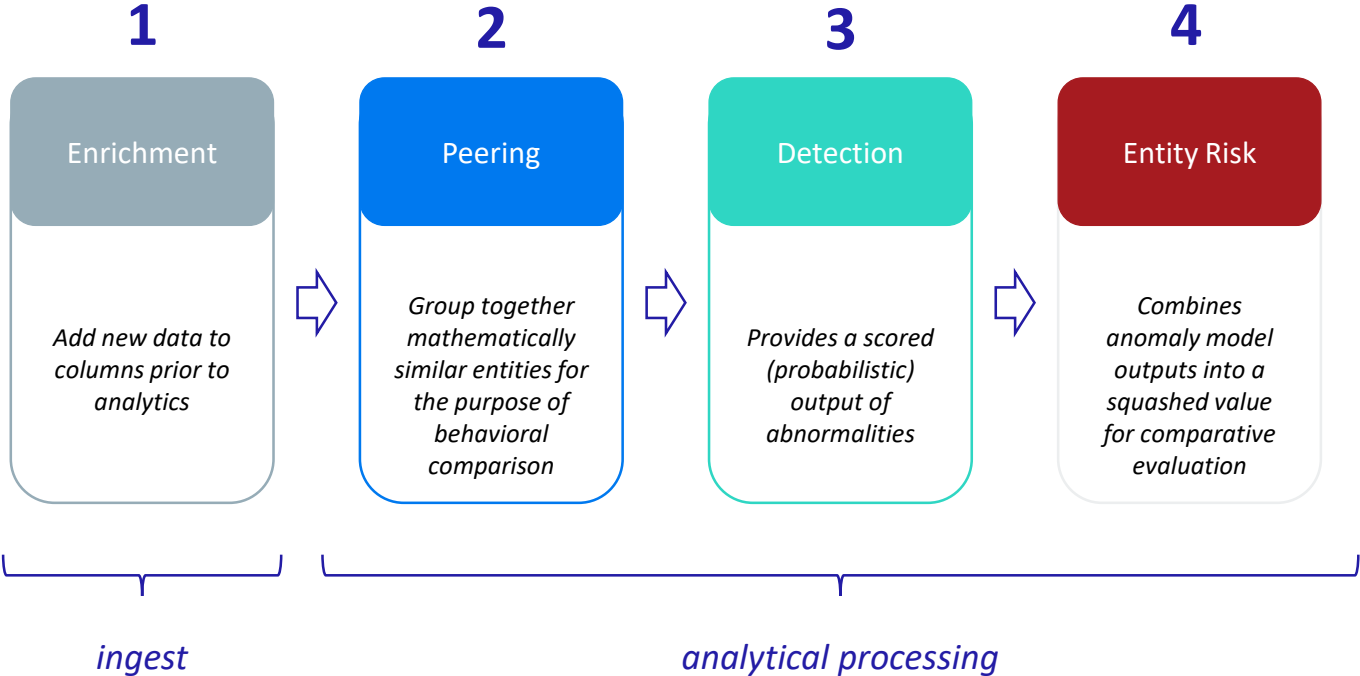 1
2
3
4
Enrichment
Peering
Detection
Entity Risk
Add new data to
columns prior to
analytics
Group together
mathematically
similar entities for
the purpose of
behavioral
comparison
Provides a scored
(probabilistic)
output of
abnormalities
Combines
anomaly model
outputs into a
squashed value
for comparative
evaluation
ingest
analytical processing